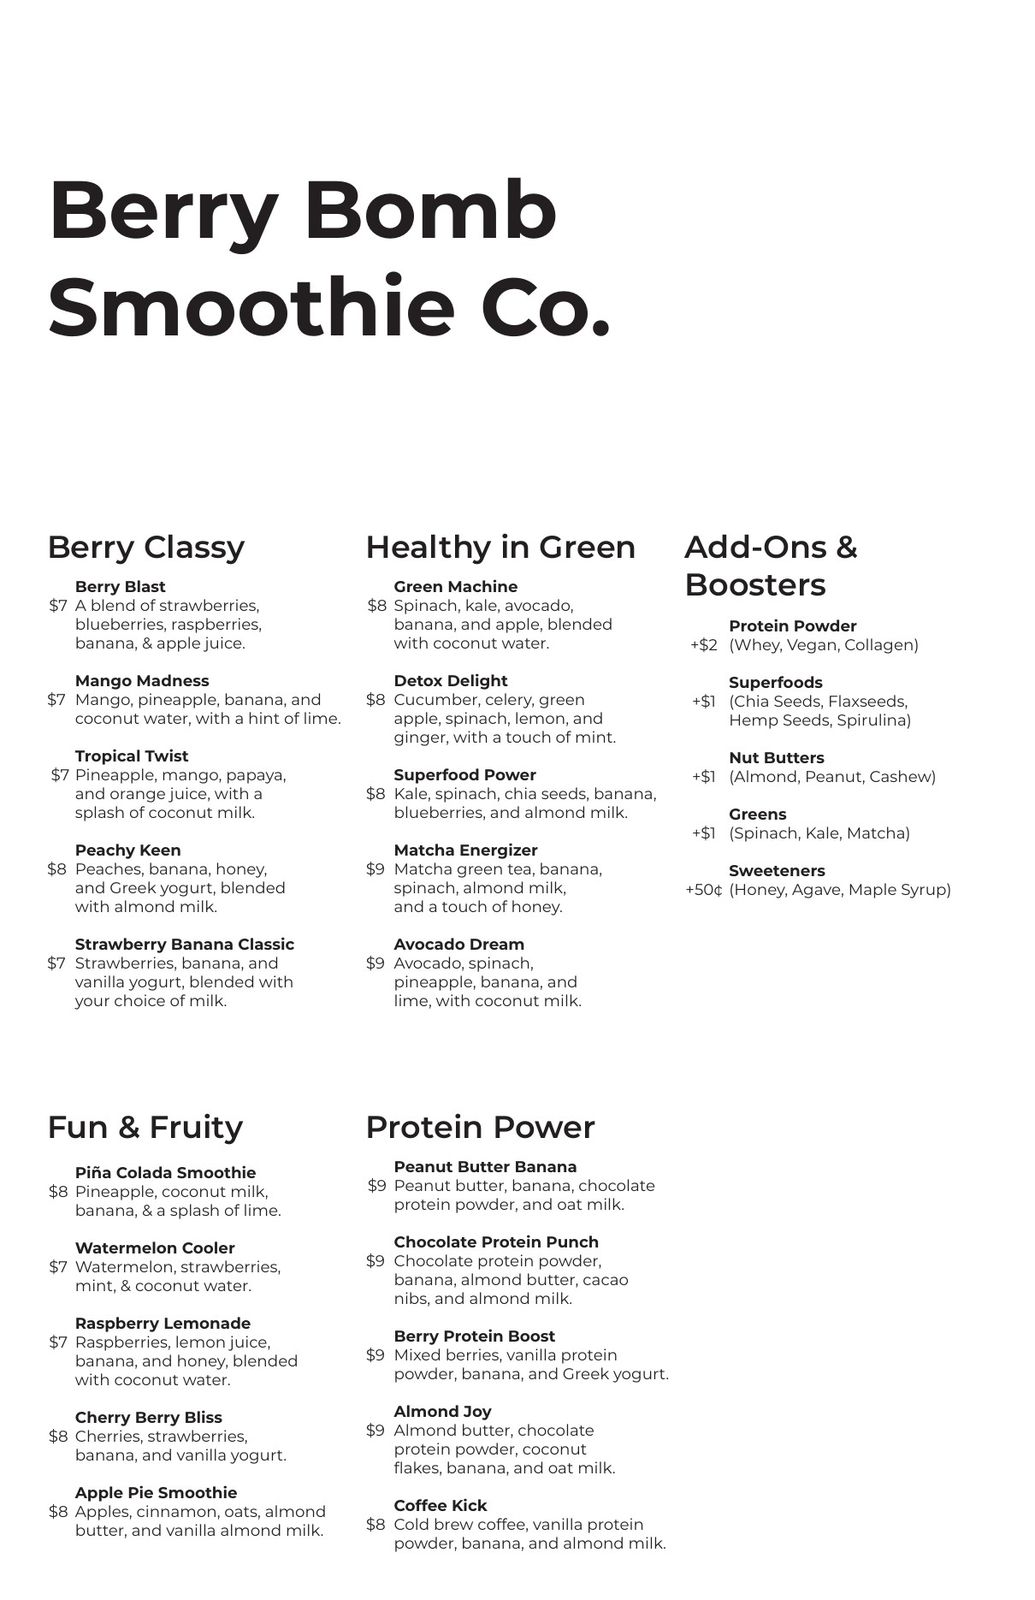 Berry Bomb
Smoothie Co.
Berry Classy
Berry Blast
$7 A blend of strawberries,
blueberries, raspberries,
banana, & apple juice.
Mango Madness
$7 Mango, pineapple, banana, and
coconut water, with a hint of lime.
Tropical Twist
$7 Pineapple, mango, papaya,
and orange juice, with a
splash of coconut milk.
Peachy Keen
$8 Peaches, banana, honey,
and Greek yogurt, blended
with almond milk.
Strawberry Banana Classic
$7 Strawberries, banana, and
vanilla yogurt, blended with
your choice of milk.
Healthy in Green
Green Machine
$8 Spinach, kale, avocado,
banana, and apple, blended
with coconut water.
Detox Delight
$8 Cucumber, celery, green
apple, spinach, lemon, and
ginger, with a touch of mint.
Superfood Power
$8 Kale, spinach, chia seeds, banana,
blueberries, and almond milk.
Matcha Energizer
$9 Matcha green tea, banana,
spinach, almond milk,
and a touch of honey.
Avocado Dream
$9 Avocado, spinach,
pineapple, banana, and
lime, with coconut milk.
Add-Ons &
Boosters
Protein Powder
+$2 (Whey, Vegan, Collagen)
Superfoods
+$1 (Chia Seeds, Flaxseeds,
Hemp Seeds, Spirulina)
Nut Butters
+$1 (Almond, Peanut, Cashew)
Greens
+$1 (Spinach, Kale, Matcha)
Sweeteners
+50¢ (Honey, Agave, Maple Syrup)
Fun & Fruity
Piña Colada Smoothie
$8 Pineapple, coconut milk,
banana, & a splash of lime.
Watermelon Cooler
$7 Watermelon, strawberries,
mint, & coconut water.
Raspberry Lemonade
$7 Raspberries, lemon juice,
banana, and honey, blended
with coconut water.
Cherry Berry Bliss
$8 Cherries, strawberries,
banana, and vanilla yogurt.
Apple Pie Smoothie
$8 Apples, cinnamon, oats, almond
butter, and vanilla almond milk.
Protein Power
Peanut Butter Banana
$9 Peanut butter, banana, chocolate
protein powder, and oat milk.
Chocolate Protein Punch
$9 Chocolate protein powder,
banana, almond butter, cacao
nibs, and almond milk.
Berry Protein Boost
$9 Mixed berries, vanilla protein
powder, banana, and Greek yogurt.
Almond Joy
$9 Almond butter, chocolate
protein powder, coconut
flakes, banana, and oat milk.
Coffee Kick
$8 Cold brew coffee, vanilla protein
powder, banana, and almond milk.